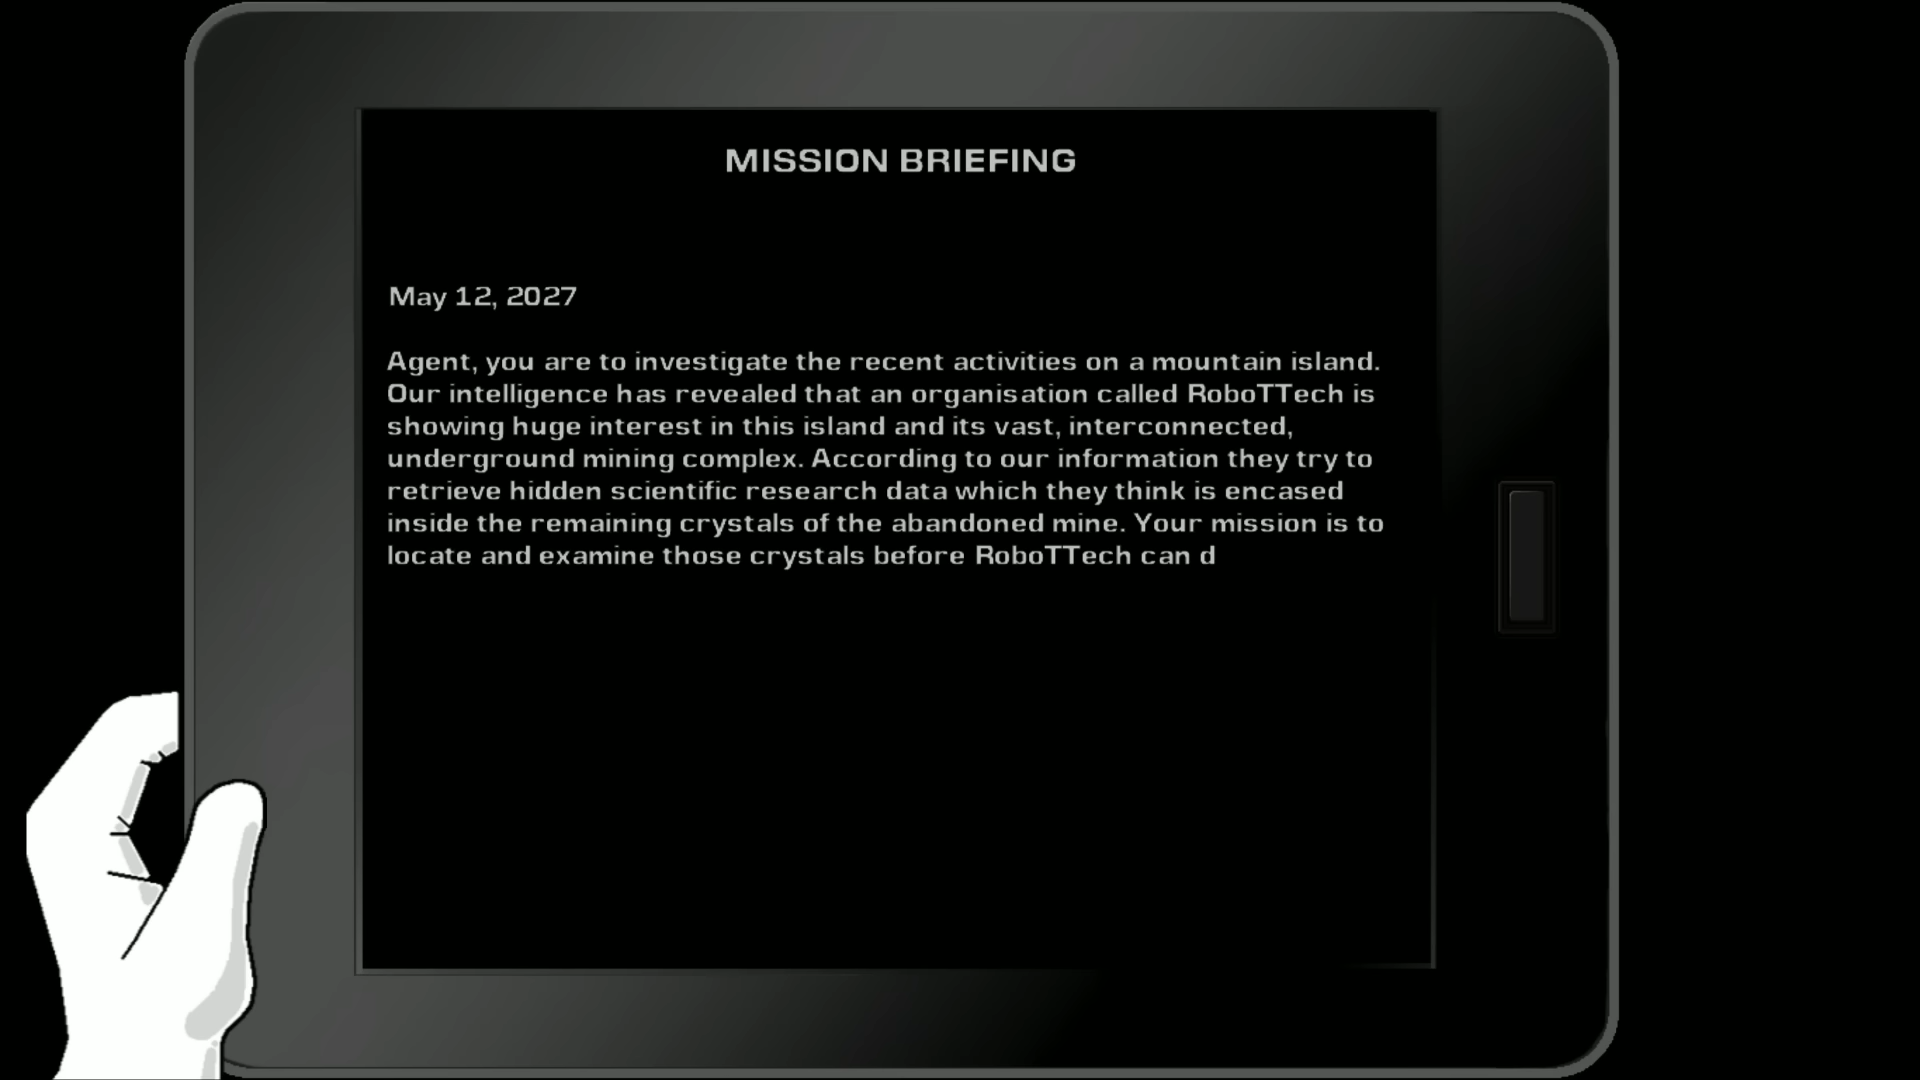 MISSION BRIEFING
May 12, 2027
Agent, you are to investigate the recent activities on a mountain island.
Our intelligence has revealed that an organisation called RoboTTech is
showing huge interest in this island and its vast, interconnected,
underground mining complex. According to our information they try to
retrieve hidden scientific research data which they think is encased
inside the remaining crystals of the abandoned mine. Your mission is to
locate and examine those crystals before RoboTTech can d